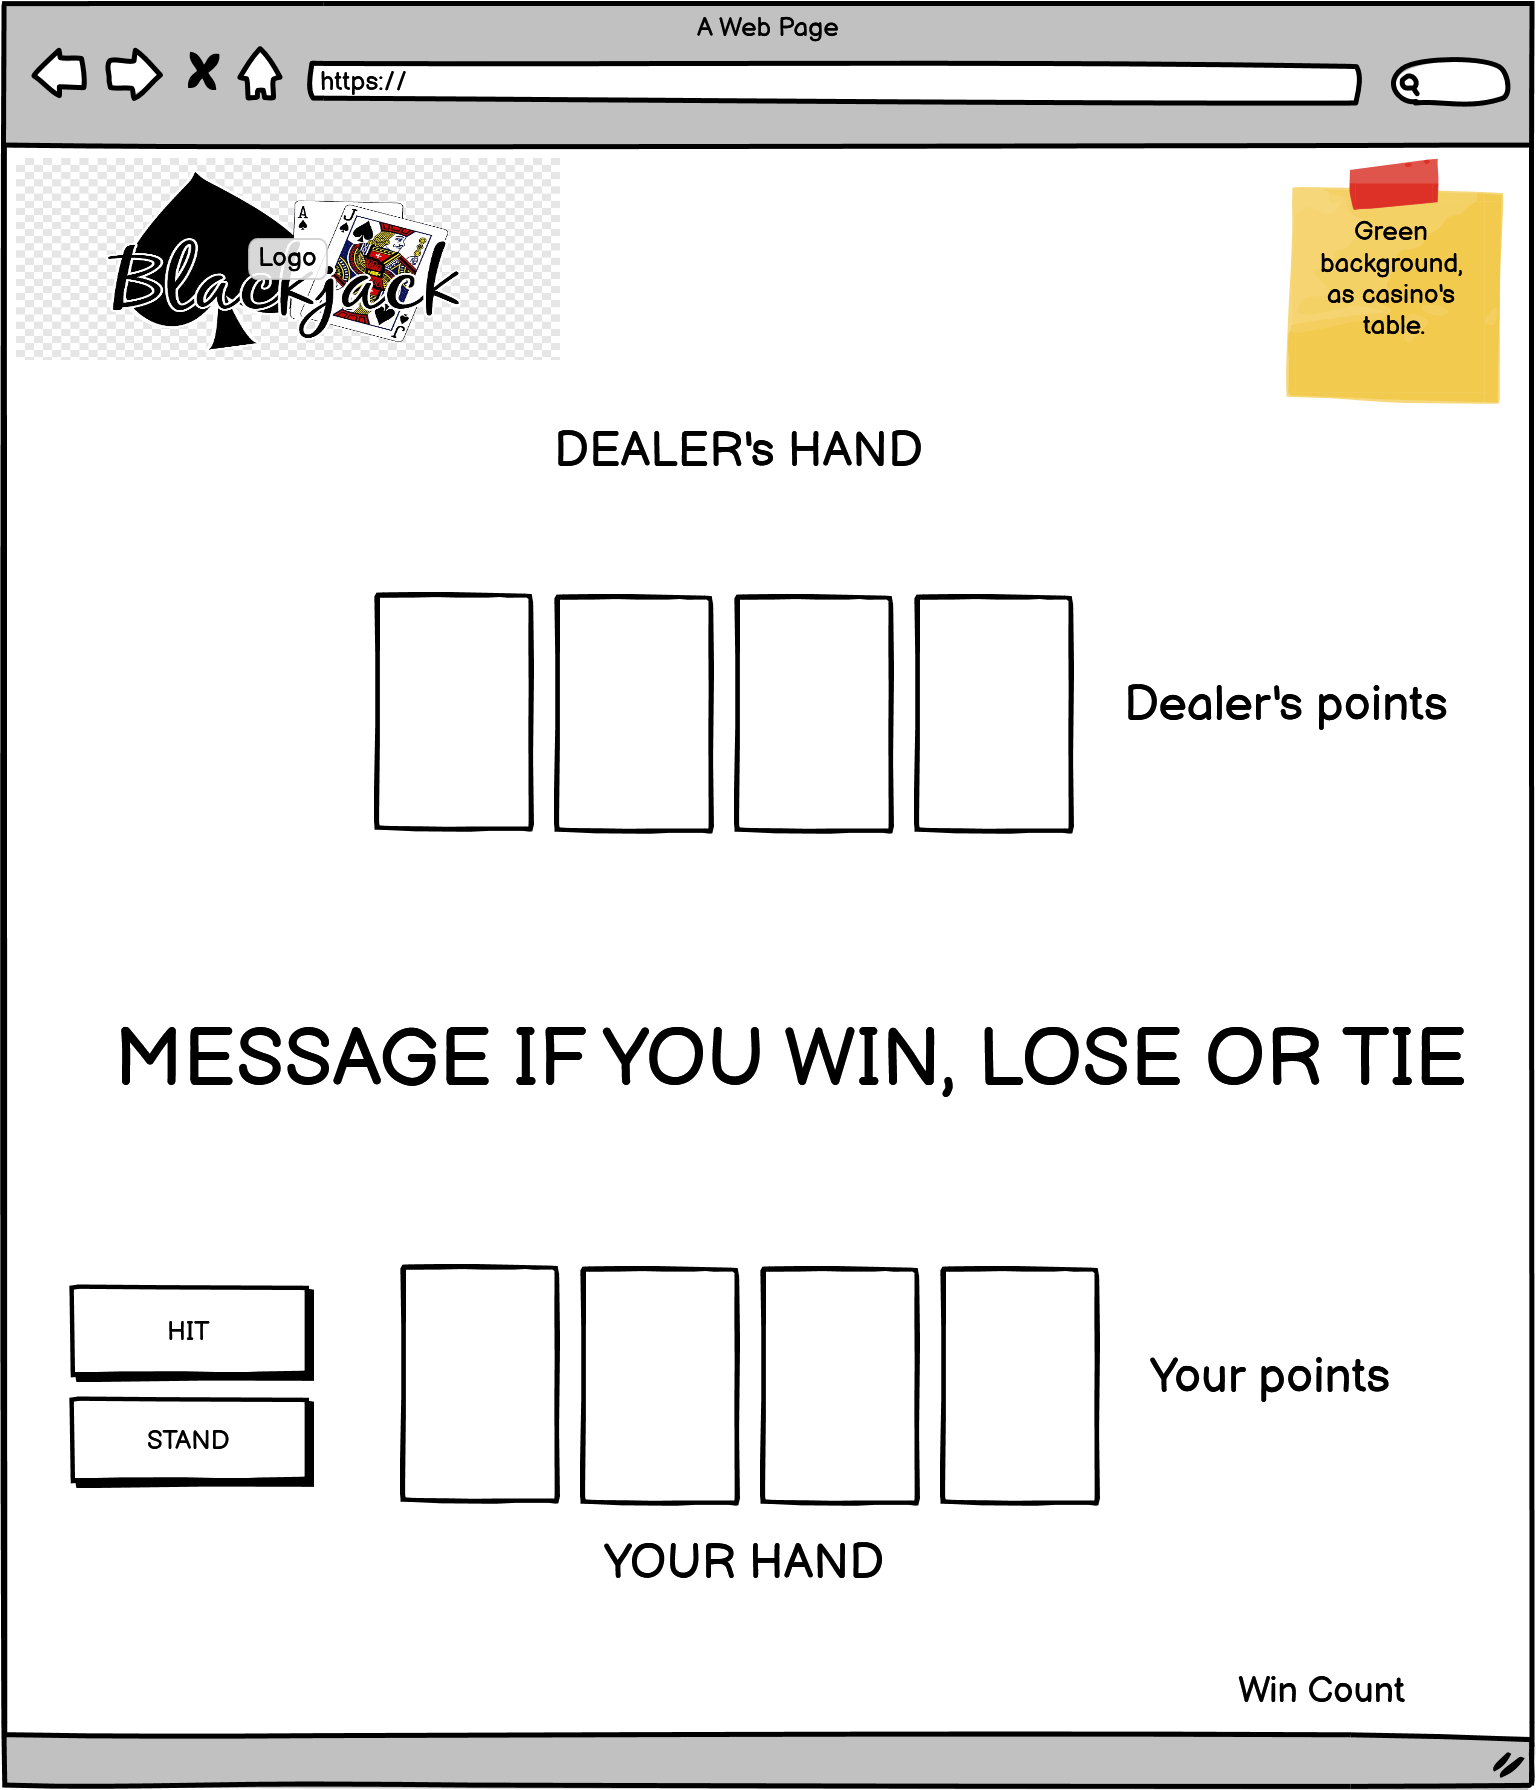 A Web Page
https://
A
J
Blackjack
Logo
J
Green
background,
as casino's
table.
DEALER's HAND
Dealer's points
MESSAGE IF YOU WIN, LOSE OR TIE
HIT
STAND
Your points
YOUR HAND
Win Count